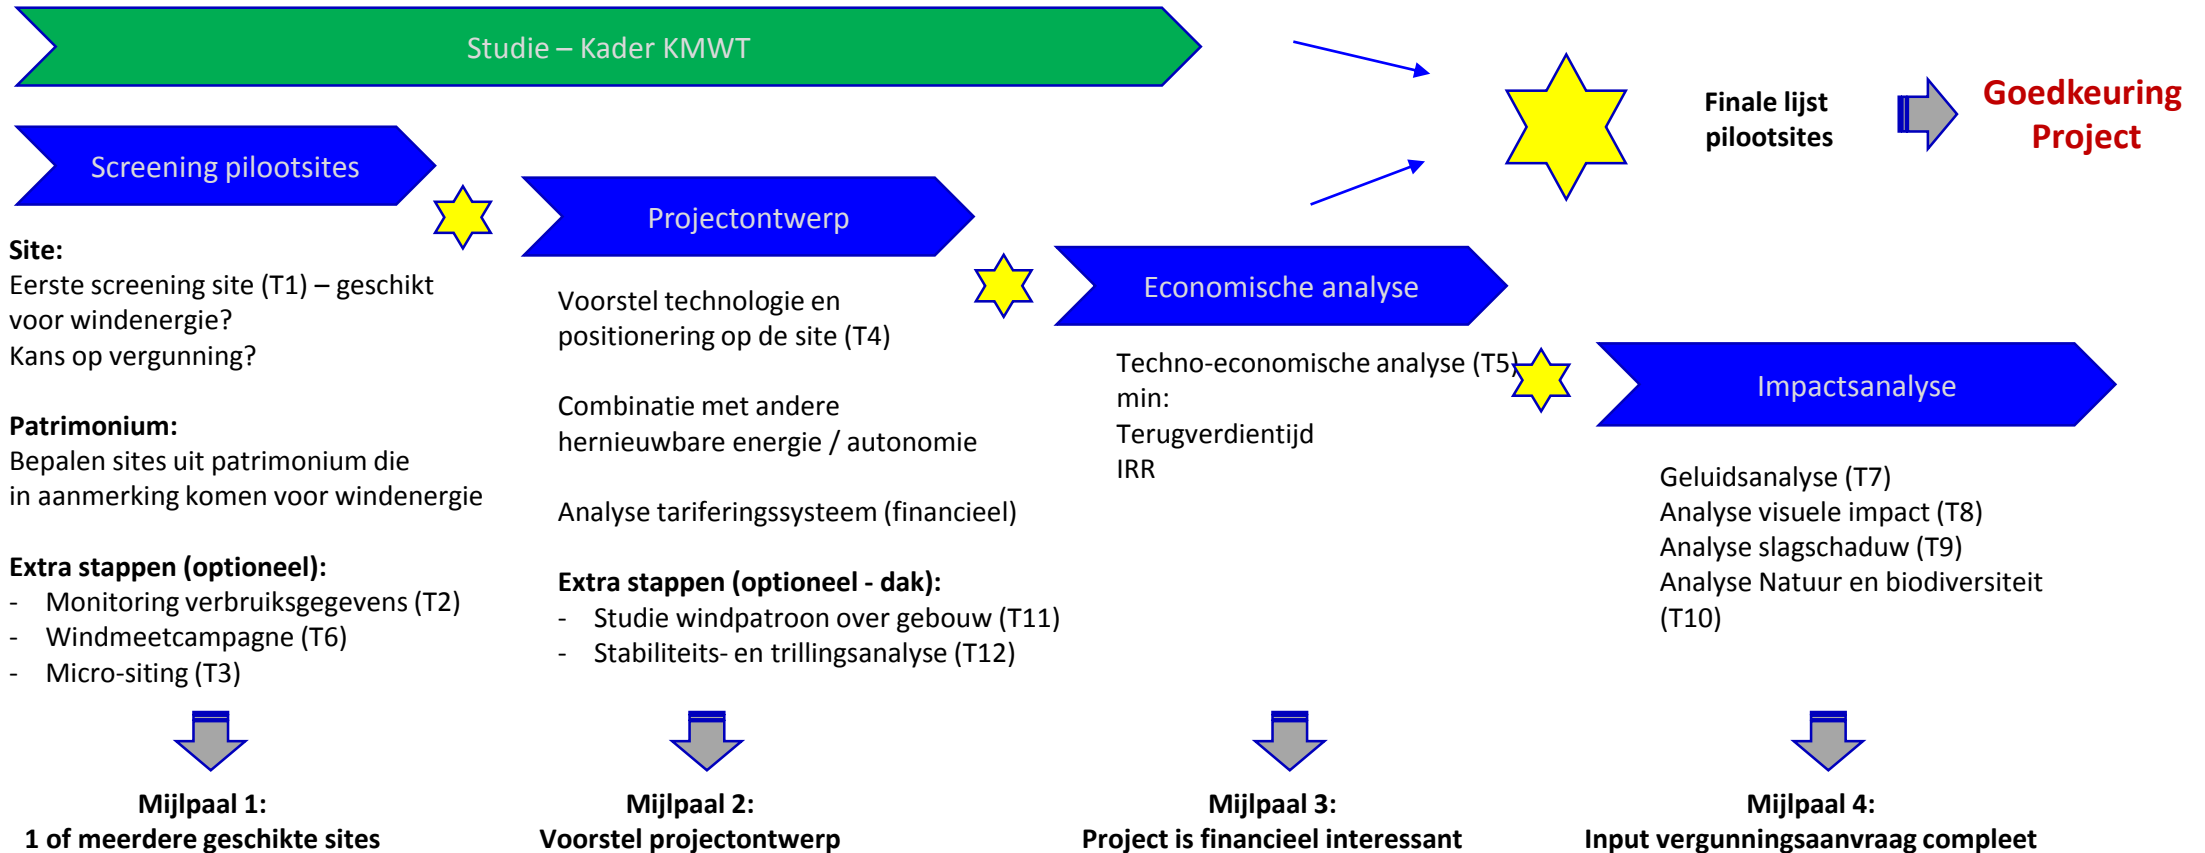 Studie – Kader KMWT
Finale lijst
pilootsites
Goedkeuring
Project
Screening pilootsites
Site:
Eerste screening site (T1) – geschikt
voor windenergie?
Kans op vergunning?
Patrimonium:
Bepalen sites uit patrimonium die
in aanmerking komen voor windenergie
Extra stappen (optioneel):
- Monitoring verbruiksgegevens (T2)
- Windmeetcampagne (T6)
- Micro-siting (T3)
Mijlpaal 1:
1 of meerdere geschikte sites
Projectontwerp
Voorstel technologie en
positionering op de site (T4)
Combinatie met andere
hernieuwbare energie / autonomie
Analyse tariferingssysteem (financieel)
Extra stappen (optioneel - dak):
- Studie windpatroon over gebouw (T11)
- Stabiliteits- en trillingsanalyse (T12)
Mijlpaal 2:
Voorstel projectontwerp
Economische analyse
Techno-economische analyse (T5)
min:
Terugverdientijd
IRR
Mijlpaal 3:
Project is financieel interessant
Impactsanalyse
Geluidsanalyse (T7)
Analyse visuele impact (T8)
Analyse slagschaduw (T9)
Analyse Natuur en biodiversiteit
(T10)
Mijlpaal 4:
Input vergunningsaanvraag compleet